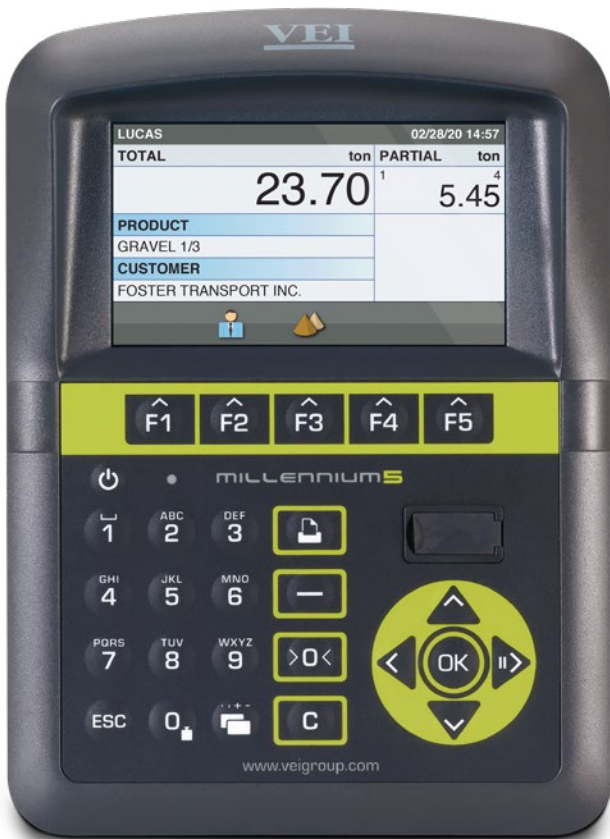 VEI
LUCAS 02/28/20 14:57
TOTAL ton PARTIAL ton
23.70 1 4 5.45
PRODUCT
GRAVEL 1/3
CUSTOMER
FOSTER TRANSPORT INC.
F1 F2 F3 F4 F5
MILLENNIUM5
1 ABC 2 DEF 3
GHI 4 JKL 5 MNO 6
PQRS 7 TUV 8 WXYZ 9 >0< OK
ESC 0 C
www.veigroup.com